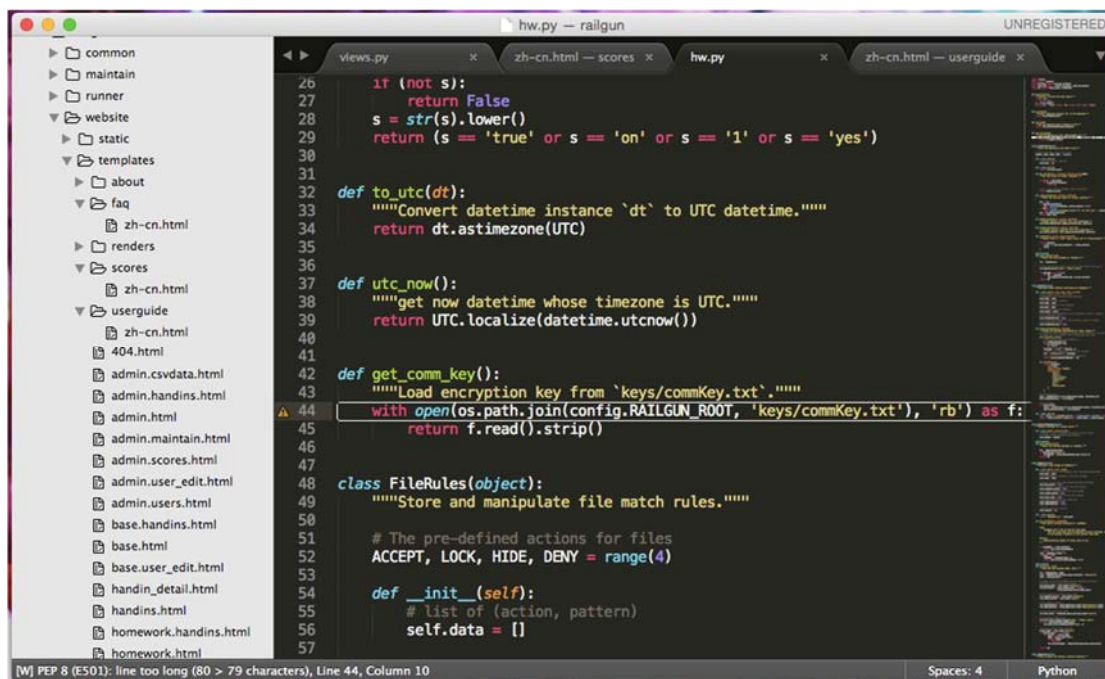 hw.py — railgun
UNREGISTERED
common
maintain
runner
website
static
templates
about
faq
zh-cn.html
renders
scores
zh-cn.html
userguide
zh-cn.html
404.html
admin.csvdata.html
admin.handins.html
admin.html
admin.maintain.html
admin.scores.html
admin.user_edit.html
admin.users.html
base.handins.html
base.html
base.user_edit.html
handin_detail.html
handins.html
homework.handins.html
homework.html
views.py ×
zh-cn.html — scores ×
hw.py ×
zh-cn.html — userguide ×
26 if (not s):
27 return False
28 s = str(s).lower()
29 return (s == 'true' or s == 'on' or s == '1' or s == 'yes')
30
31
32 def to_utc(dt):
33 """Convert datetime instance `dt` to UTC datetime."""
34 return dt.astimezone(UTC)
35
36
37 def utc_now():
38 """get now datetime whose timezone is UTC."""
39 return UTC.localize(datetime.utcnow())
40
41
42 def get_comm_key():
43 """Load encryption key from `keys/commKey.txt`."""
44 with open(os.path.join(config.RAILGUN_ROOT, 'keys/commKey.txt'), 'rb') as f:
45 return f.read().strip()
46
47
48 class FileRules(object):
49 """Store and manipulate file match rules."""
50
51 # The pre-defined actions for files
52 ACCEPT, LOCK, HIDE, DENY = range(4)
53
54 def __init__(self):
55 # list of (action, pattern)
56 self.data = []
57
[W] PEP 8 (E501): line too long (80 > 79 characters), Line 44, Column 10
Spaces: 4
Python